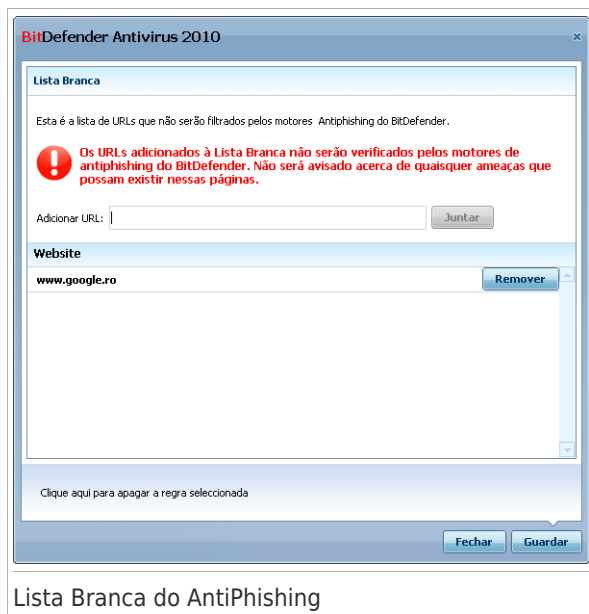 BitDefender Antivirus 2010
Lista Branca
Esta é a lista de URLs que não serão filtrados pelos motores Antiphishing do BitDefender.
Os URLs adicionados à Lista Branca não serão verificados pelos motores de
antiphishing do BitDefender. Não será avisado acerca de quaisquer ameaças que
possam existir nessas páginas.
Adicionar URL:
Juntar
Website
www.google.ro
Remover
Clique aqui para apagar a regra seleccionada
Fechar
Guardar
Lista Branca do AntiPhishing